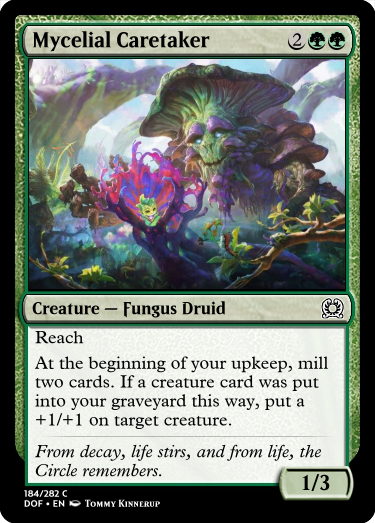 Mycelial Caretaker 2
Creature — Fungus Druid
Reach
At the beginning of your upkeep, mill
two cards. If a creature card was put
into your graveyard this way, put a
+1/+1 on target creature.
From decay, life stirs, and from life, the
Circle remembers.
1/3
184/282 C
DOF • EN Tommy Kinnerup